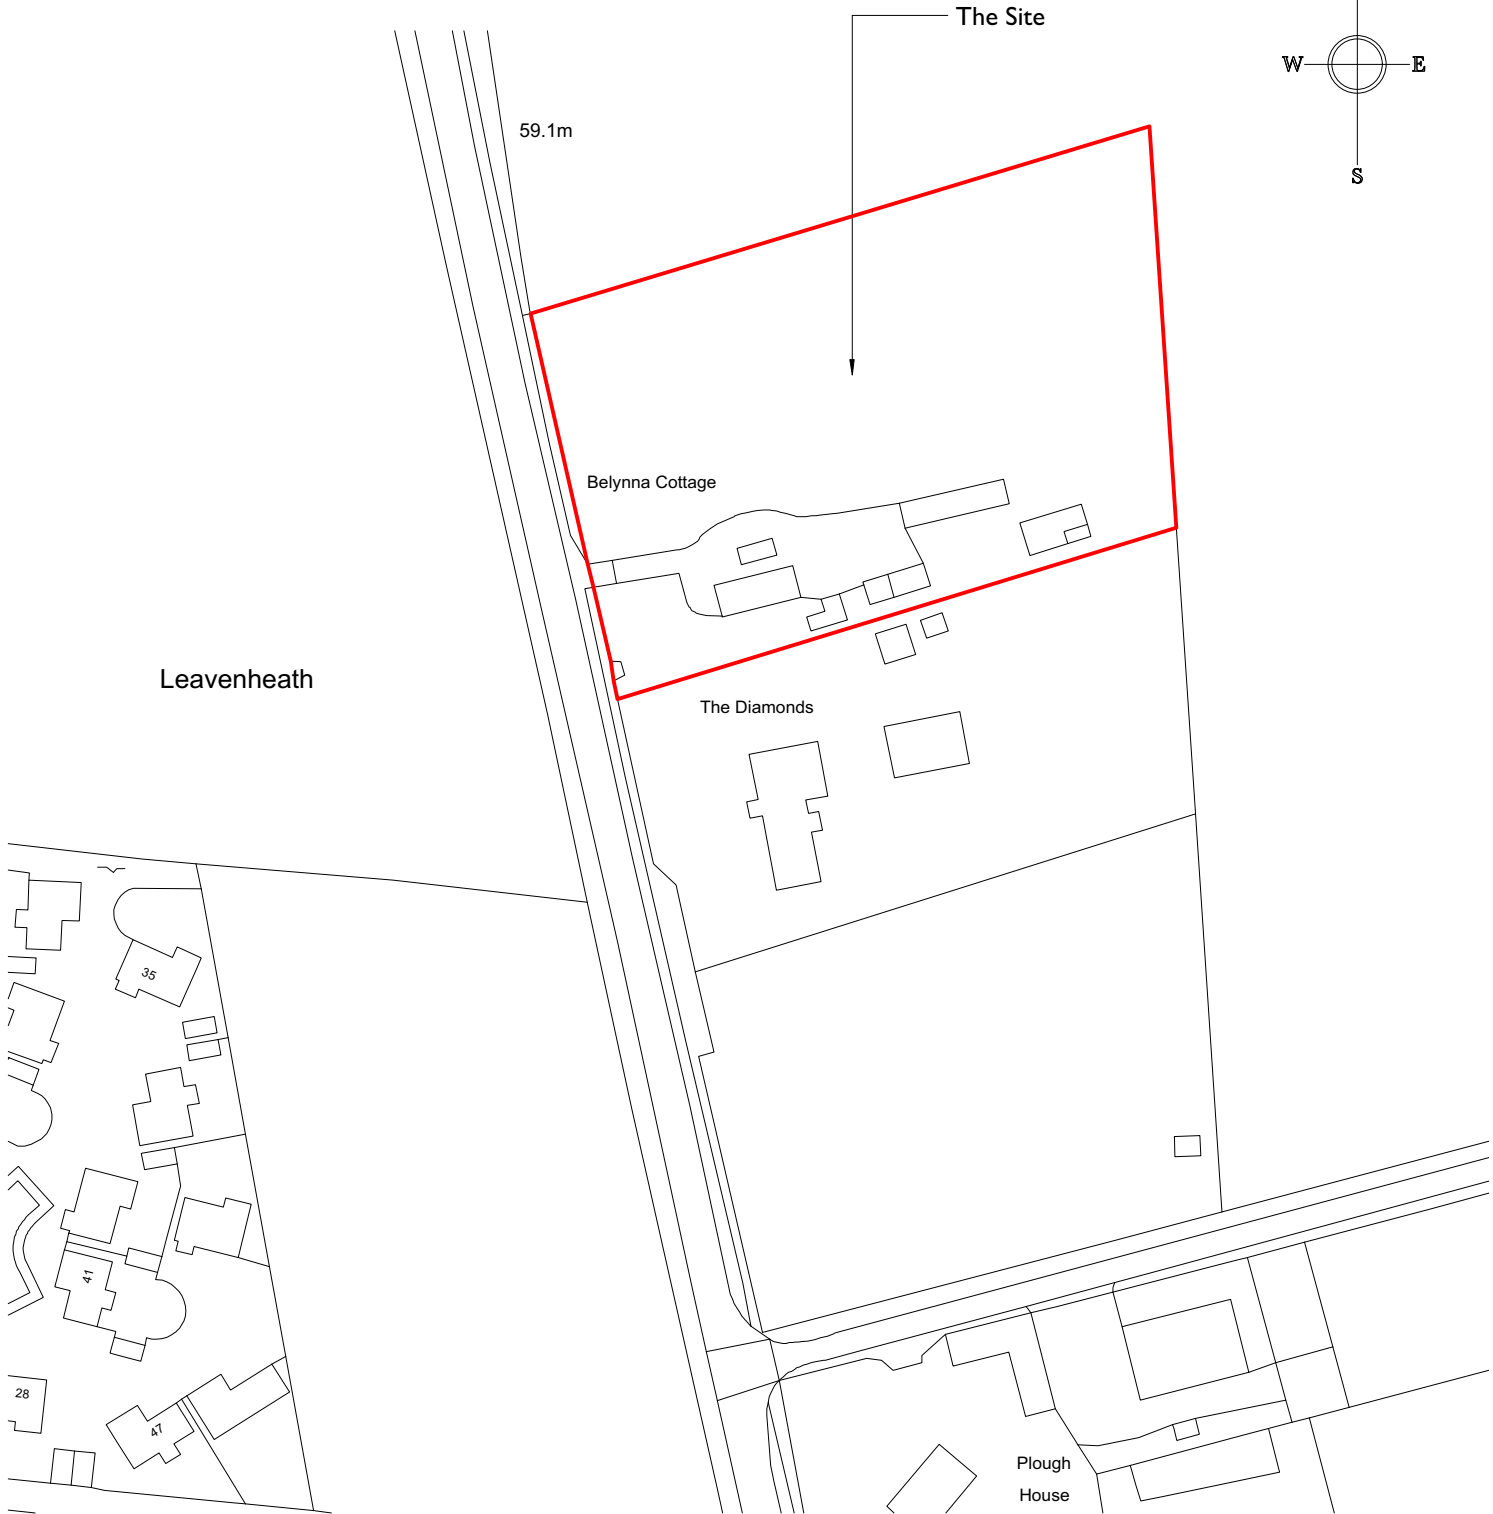 The Site
W E
S
59.1m
Belynna Cottage
Leavenheath
The Diamonds
35
41
28
47
Plough
House